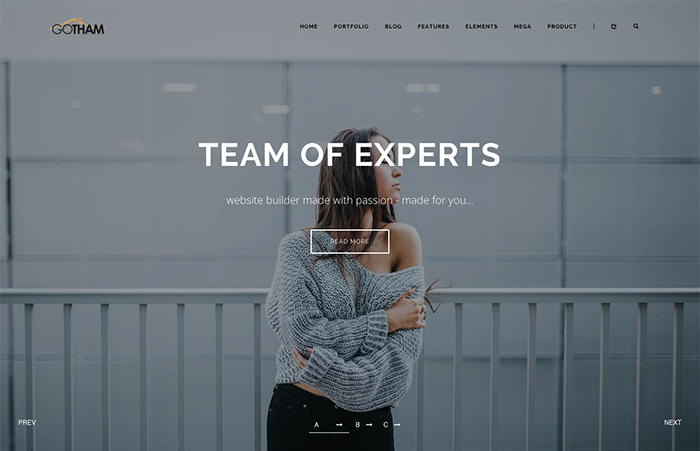 GOTHAM
HOME PORTFOLIO BLOG FEATURES ELEMENTS MEGA PRODUCT
TEAM OF EXPERTS
website builder made with passion - made for you...
READ MORE
PREV
A B C
NEXT